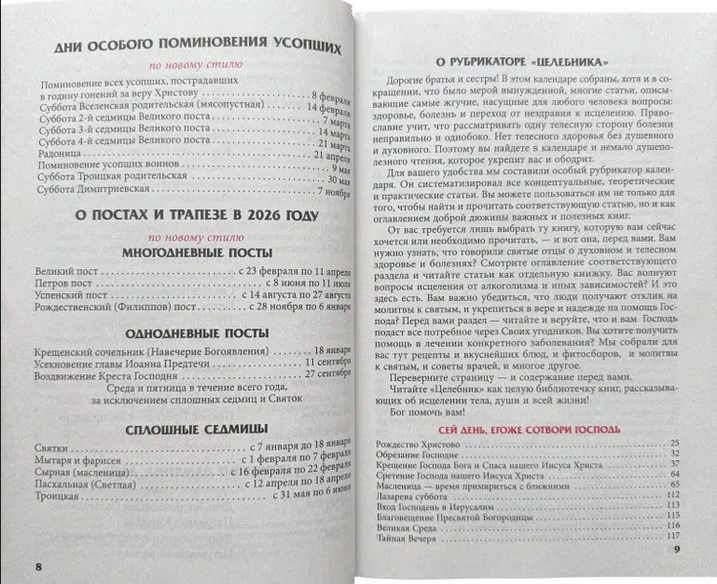 ДНИ ОСОБОГО ПОМИНОВЕНИЯ УСОПШИХ
по новому стилю
Поминовение всех усопших, пострадавших
в годину гонений за веру Христову 8 февраля
Суббота Вселенская родительская (мясопустная) 14 февраля
Суббота 2-й седмицы Великого поста 7 марта
Суббота 3-й седмицы Великого поста 14 марта
Суббота 4-й седмицы Великого поста 21 марта
Радоница 21 апреля
Поминовение усопших воинов 9 мая
Суббота Троицкая родительская 30 мая
Суббота Димитриевская 7 ноября
О ПОСТАХ И ТРАПЕЗЕ В 2026 ГОДУ
по новому стилю
МНОГОДНЕВНЫЕ ПОСТЫ
Великий пост с 23 февраля по 11 апреля
Петров пост с 8 июня по 11 июля
Успенский пост с 14 августа по 27 августа
Рождественский (Филиппов) пост с 28 ноября по 6 января
ОДНОДНЕВНЫЕ ПОСТЫ
Крещенский сочельник (Навечерие Богоявления) 18 января
Усекновение главы Иоанна Предтечи 11 сентября
Воздвижение Креста Господня 27 сентября
Среда и пятница в течение всего года,
за исключением сплошных седмиц и Святок
СПЛОШНЫЕ СЕДМИЦЫ
Святки с 7 января до 18 января
Мытаря и фарисея с 1 февраля по 7 февраля
Сырная (масленица) с 16 февраля по 22 февраля
Пасхальная (Светлая) с 12 апреля по 18 апреля
Троицкая с 31 мая по 6 июня
8
О РУБРИКАТОРЕ «ЦЕЛЕБНИКА»
Дорогие братья и сестры! В этом календаре собраны, хотя и в со-
кращении, что было мерой вынужденной, многие статьи, описы-
вающие самые жгучие, насущные для любого человека вопросы:
здоровье, болезнь и переход от нездравия к исцелению. Право-
славие учит, что рассматривать одну телесную сторону болезни
неправильно и однобоко. Нет телесного здоровья без душевного
и духовного. Поэтому вы найдете в календаре и немало душепо-
лезного чтения, которое укрепит вас и ободрит.
Для вашего удобства мы составили особый рубрикатор кален-
даря. Он систематизировал все концептуальные, теоретические
и практические статьи. Вы можете пользоваться им не только для
того, чтобы найти и прочитать соответствующую статью, но и как
оглавлением доброй дюжины важных и полезных книг.
От вас требуется лишь выбрать ту книгу, которую вам сейчас
хочется или необходимо прочитать, — и вот она, перед вами. Вам
нужно узнать, что говорили святые отцы о духовном и телесном
здоровье и болезнях? Смотрите оглавление соответствующего
раздела и читайте статьи как отдельную книжку. Вас волнуют
вопросы исцеления от алкоголизма и иных зависимостей? И это
здесь есть. Вам важно убедиться, что люди получают отклик на
молитвы к святым, и укрепиться в вере и надежде на помощь Гос-
пода? Перед вами раздел — читайте и веруйте, что и вам Господь
подаст все потребное через Своих угодников. Вы хотите получить
помощь в лечении конкретного заболевания? Мы собрали для
вас тут рецепты и вкуснейших блюд, и фитосборов, и молитвы
к святым, и советы врачей, и многое другое.
Переверните страницу — и содержание перед вами.
Читайте «Целебник» как целую библиотечку книг, рассказываю-
щих об исцелении тела, души и всей жизни!
Бог помочь вам!
СЕЙ ДЕНЬ, ЕГОЖЕ СОТВОРИ ГОСПОДЬ
Рождество Христово 25
Обрезание Господне 32
Крещение Господа Бога и Спаса нашего Иисуса Христа 37
Сретение Господа нашего Иисуса Христа 64
Масленица — время примириться с ближними 65
Лазарева суббота 112
Вход Господень в Иерусалим 113
Благовещение Пресвятой Богородицы 115
Великая Среда 116
Тайная Вечеря 117
9